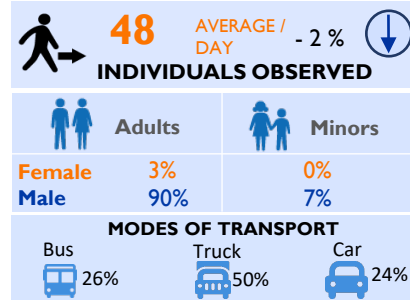 48 AVERAGE / DAY - 2 %
INDIVIDUALS OBSERVED
Adults Minors
Female 3% 0%
Male 90% 7%
MODES OF TRANSPORT
Bus Truck Car
26% 50% 24%